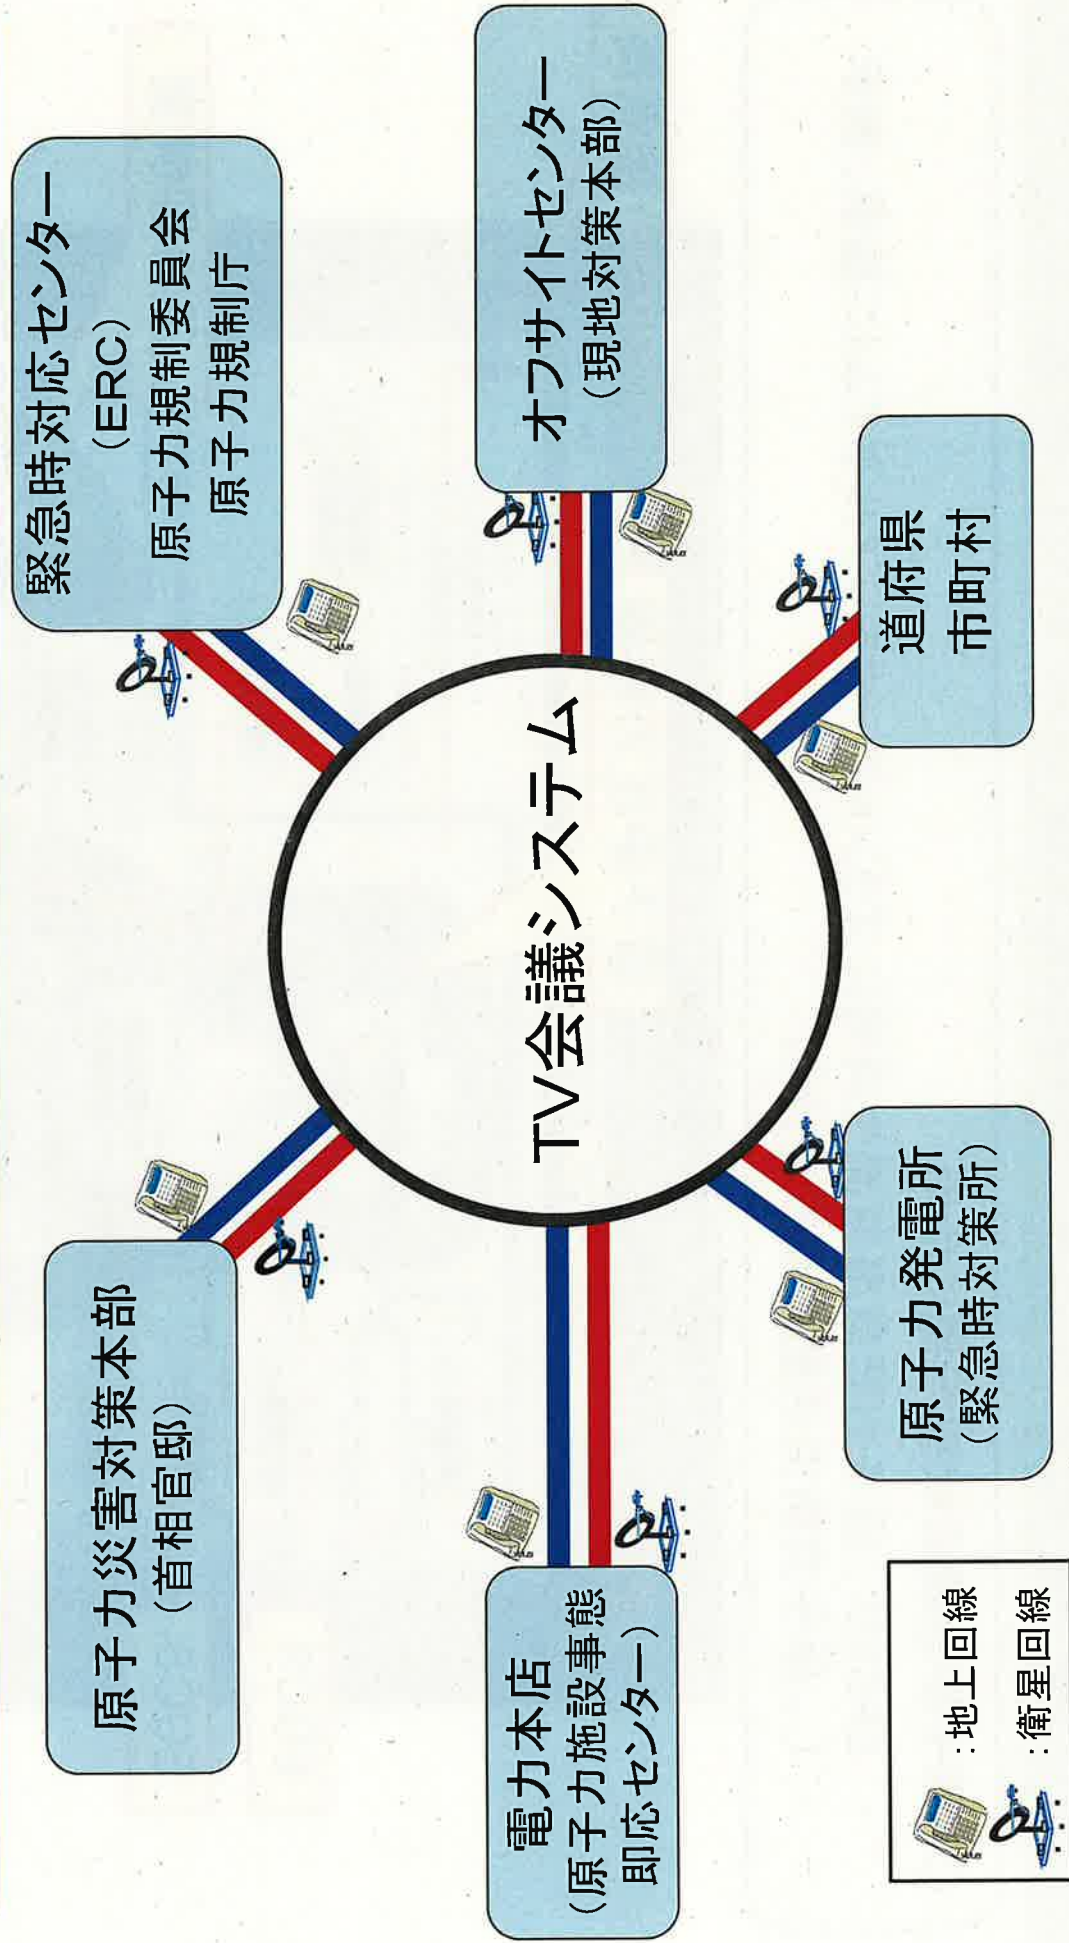 原子力災害対策本部
（首相官邸）
緊急時対応センター
（ERC）
原子力規制委員会
原子力規制庁
電力本店
（原子力施設事態
即応センター）
TV会議システム
オフサイトセンター
（現地対策本部）
原子力発電所
（緊急時対策所）
道府県
市町村
：地上回線
：衛星回線